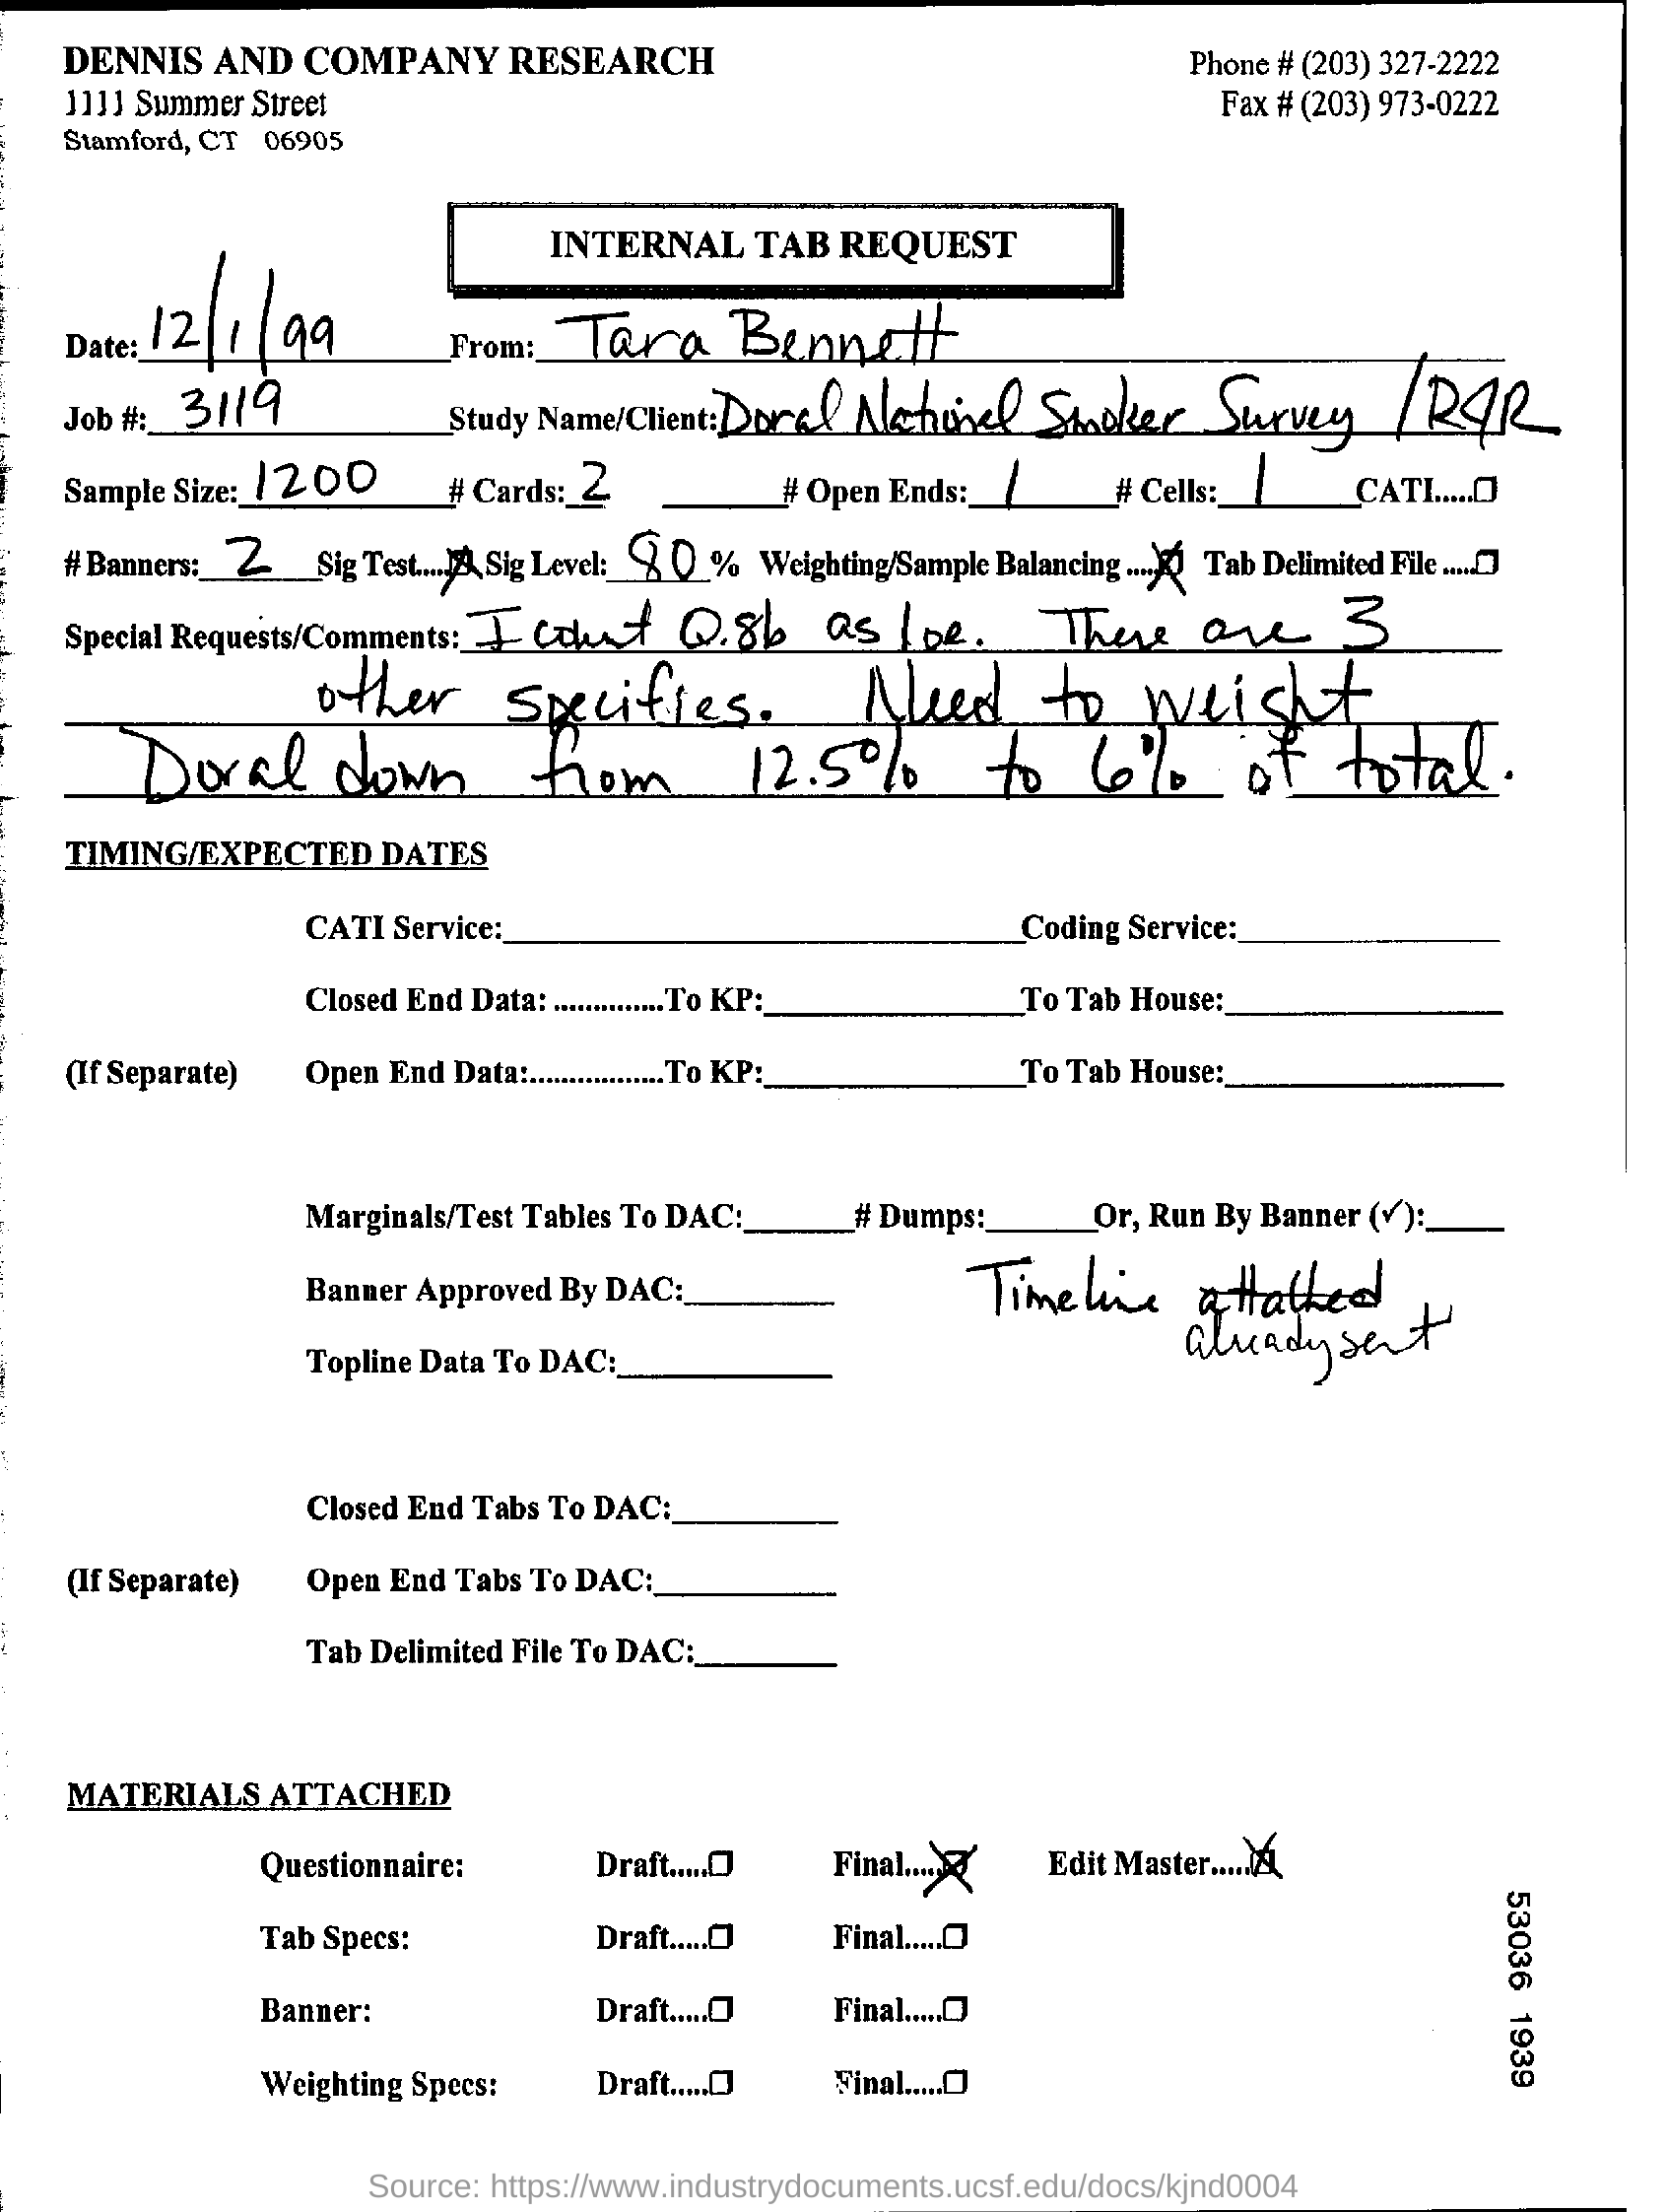 DENNIS AND COMPANY RESEARCH
1111 Summer Street
Stamford, CT 06905
Phone # (203) 327-2222
Fax # (203) 973-0222
INTERNAL TAB REQUEST
Date: 12/1/99 From: Tara Bennett
Job #: 3119 Study Name/Client: Doral National Smoker Survey / RJR
Sample Size: 1200 # Cards: 2 # Open Ends: 1 # Cells: 1 CATI.....☐
# Banners: 2 Sig Test....☒ Sig Level: 80 % Weighting/Sample Balancing ....☒ Tab Delimited File .....☐
Special Requests/Comments: I count Q.8b as 1 oe. There are 3
other specifies. Need to weight
Doral down from 12.5% to 6% of total.
TIMING/EXPECTED DATES
CATI Service: Coding Service:
Closed End Data: ..............To KP: To Tab House:
(If Separate) Open End Data:.................To KP: To Tab House:
Marginals/Test Tables To DAC: # Dumps: Or, Run By Banner (✓):
Banner Approved By DAC: Timeline attached
already sent
Topline Data To DAC:
Closed End Tabs To DAC:
(If Separate) Open End Tabs To DAC:
Tab Delimited File To DAC:
MATERIALS ATTACHED
Questionnaire: Draft.....☐ Final....☒ Edit Master.....☒
Tab Specs: Draft.....☐ Final.....☐
Banner: Draft.....☐ Final.....☐
Weighting Specs: Draft.....☐ Final.....☐
53036 1939
Source: https://www.industrydocuments.ucsf.edu/docs/kjnd0004